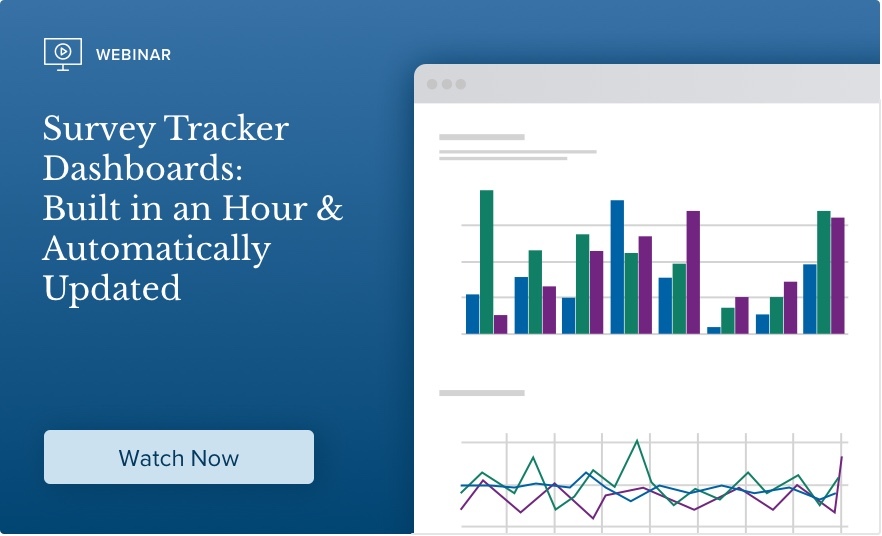 WEBINAR
Survey Tracker
Dashboards:
Built in an Hour &
Automatically
Updated
Watch Now